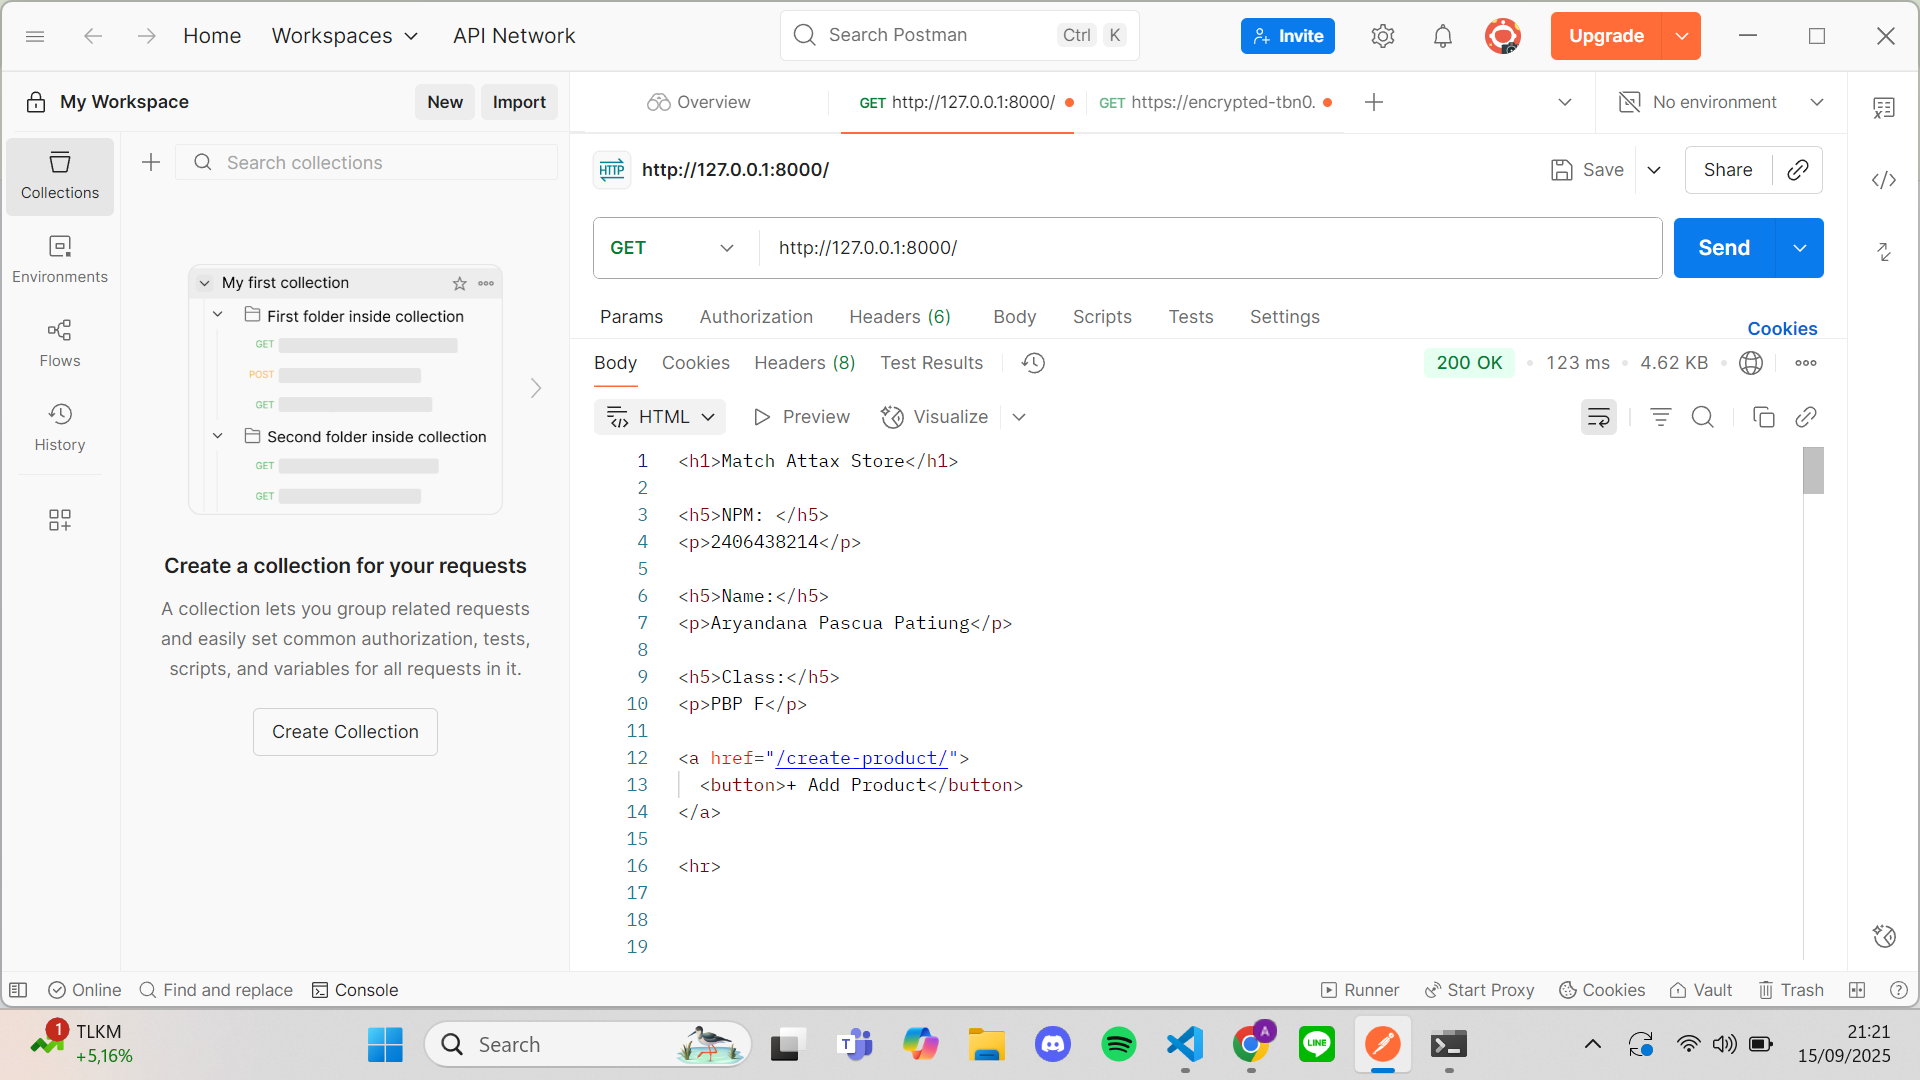 Home
Workspaces
API Network
Search Postman
Ctrl K
Invite
Upgrade
My Workspace
New
Import
Overview
GET http://127.0.0.1:8000/
GET https://encrypted-tbn0.
No environment
Collections
Environments
Flows
History
Search collections
My first collection
First folder inside collection
GET
POST
GET
Second folder inside collection
GET
GET
Create a collection for your requests
A collection lets you group related requests
and easily set common authorization, tests,
scripts, and variables for all requests in it.
Create Collection
HTTP
http://127.0.0.1:8000/
Save
Share
GET
http://127.0.0.1:8000/
Send
Params Authorization Headers (6) Body Scripts Tests Settings
Cookies
Body Cookies Headers (8) Test Results
200 OK • 123 ms • 4.62 KB
HTML
Preview
Visualize
1 <h1>Match Attax Store</h1>
2
3 <h5>NPM: </h5>
4 <p>2406438214</p>
5
6 <h5>Name:</h5>
7 <p>Aryandana Pascua Patiung</p>
8
9 <h5>Class:</h5>
10 <p>PBP F</p>
11
12 <a href="/create-product/">
13   <button>+ Add Product</button>
14 </a>
15
16 <hr>
17
18
19
Online
Find and replace
Console
Runner
Start Proxy
Cookies
Vault
Trash
1
TLKM
+5,16%
Search
T
A
LINE
21:21
15/09/2025